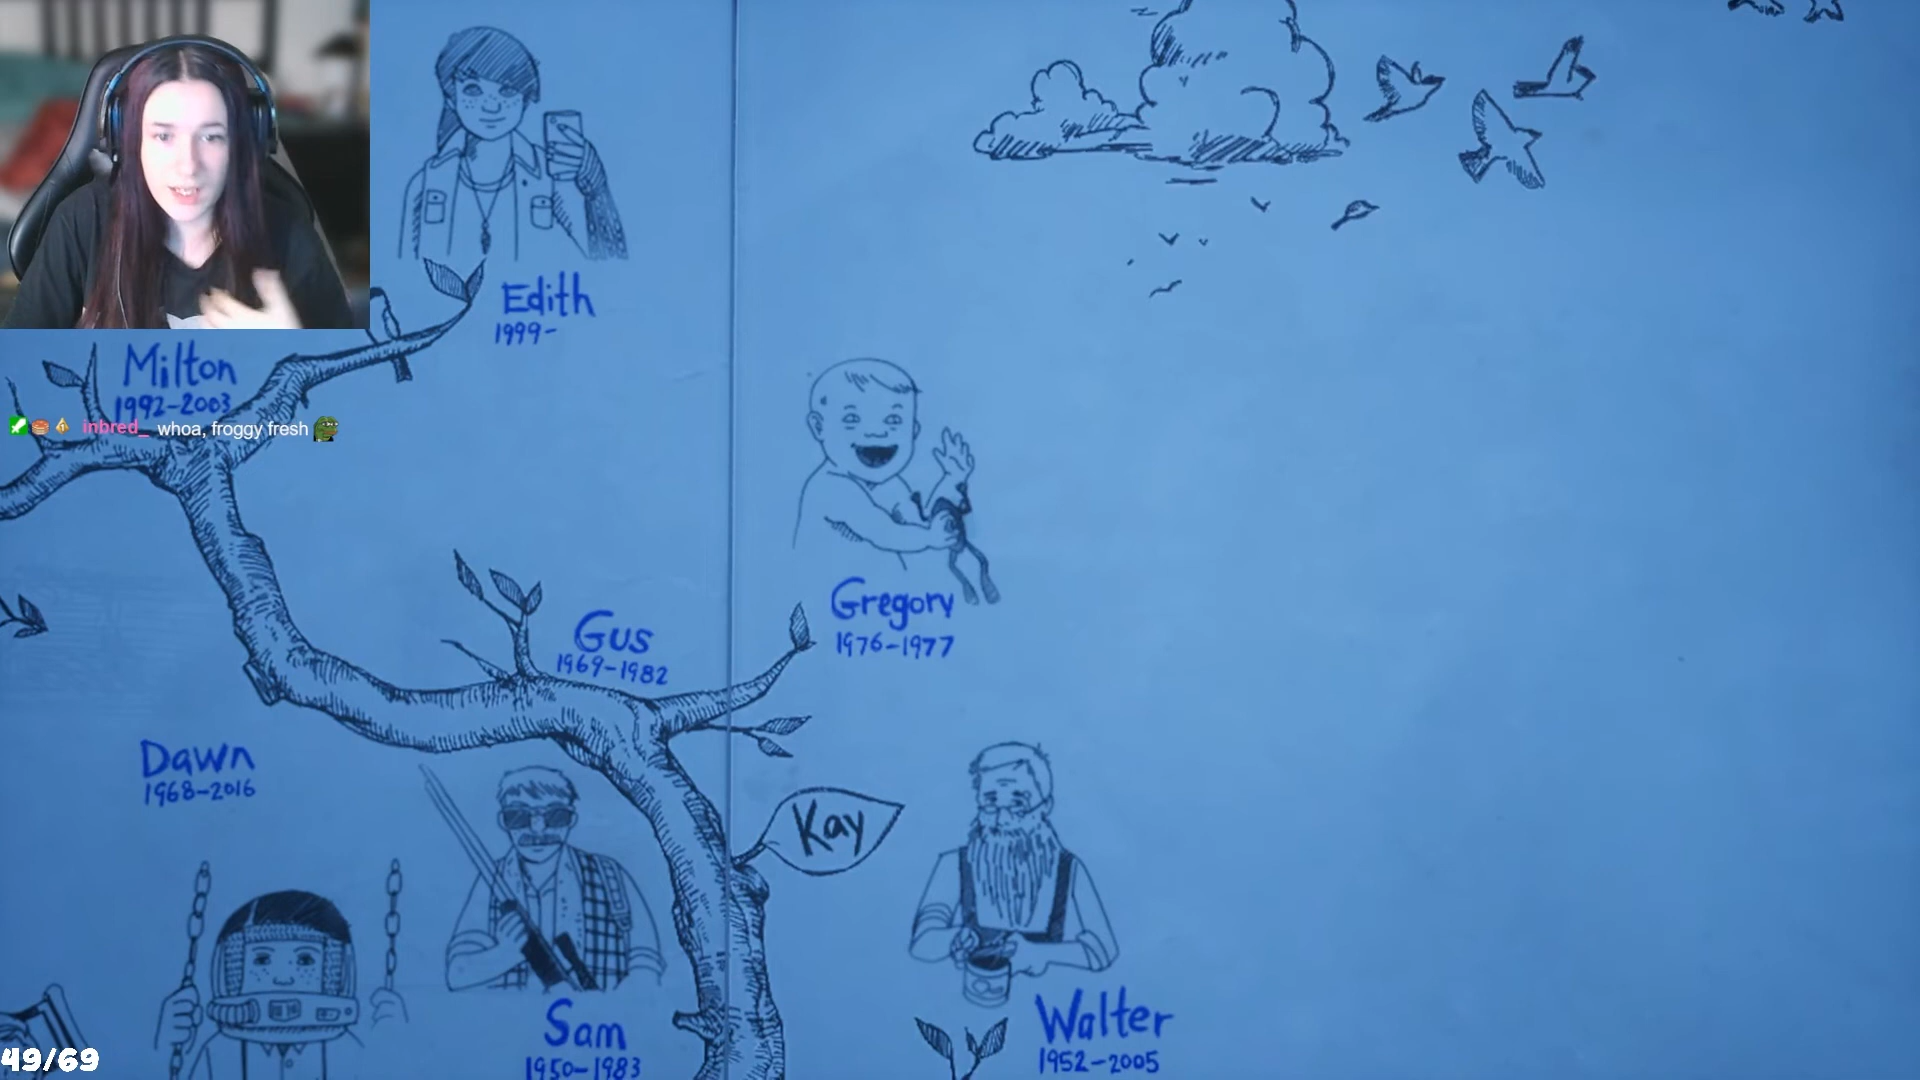 Edith
1999-
Milton
1992-2003
inbred_ whoa, froggy fresh
Gregory
1976-1977
Gus
1969-1982
Dawn
1968-2016
Kay
Sam
1950-1983
Walter
1952-2005
49/69